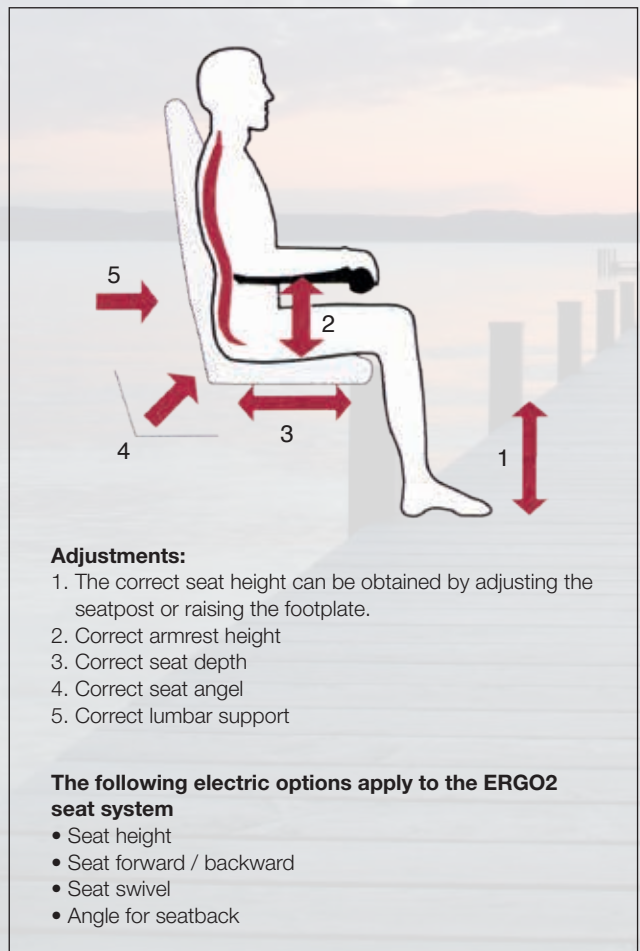 5
2
4
3
1
Adjustments:
1. The correct seat height can be obtained by adjusting the
seatpost or raising the footplate.
2. Correct armrest height
3. Correct seat depth
4. Correct seat angel
5. Correct lumbar support
The following electric options apply to the ERGO2
seat system
• Seat height
• Seat forward / backward
• Seat swivel
• Angle for seatback